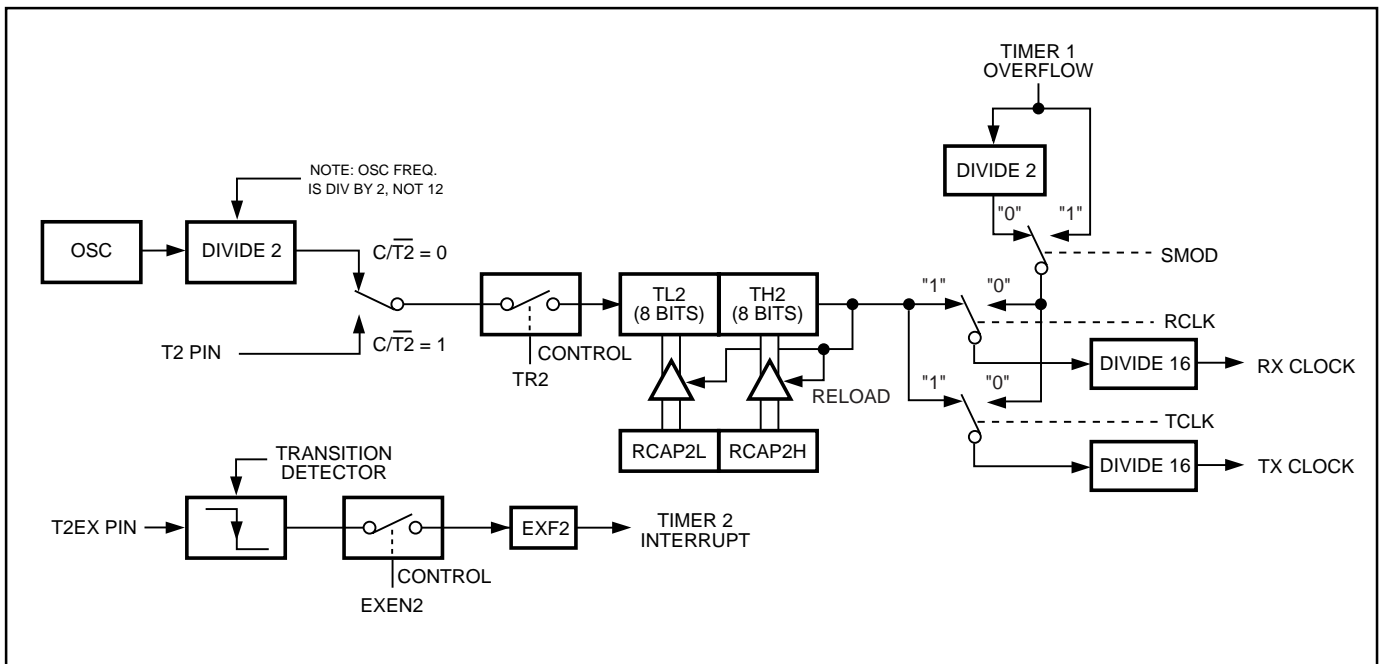 TIMER 1
OVERFLOW
NOTE: OSC FREQ.
IS DIV BY 2, NOT 12
DIVIDE 2
"0"
"1"
OSC
DIVIDE 2
C/T2̅ = 0
SMOD
TL2
(8 BITS)
TH2
(8 BITS)
"1"
"0"
RCLK
T2 PIN
C/T2̅ = 1
CONTROL
TR2
DIVIDE 16
RX CLOCK
RELOAD
"1"
"0"
TCLK
RCAP2L
RCAP2H
TRANSITION
DETECTOR
DIVIDE 16
TX CLOCK
T2EX PIN
EXF2
TIMER 2
INTERRUPT
CONTROL
EXEN2